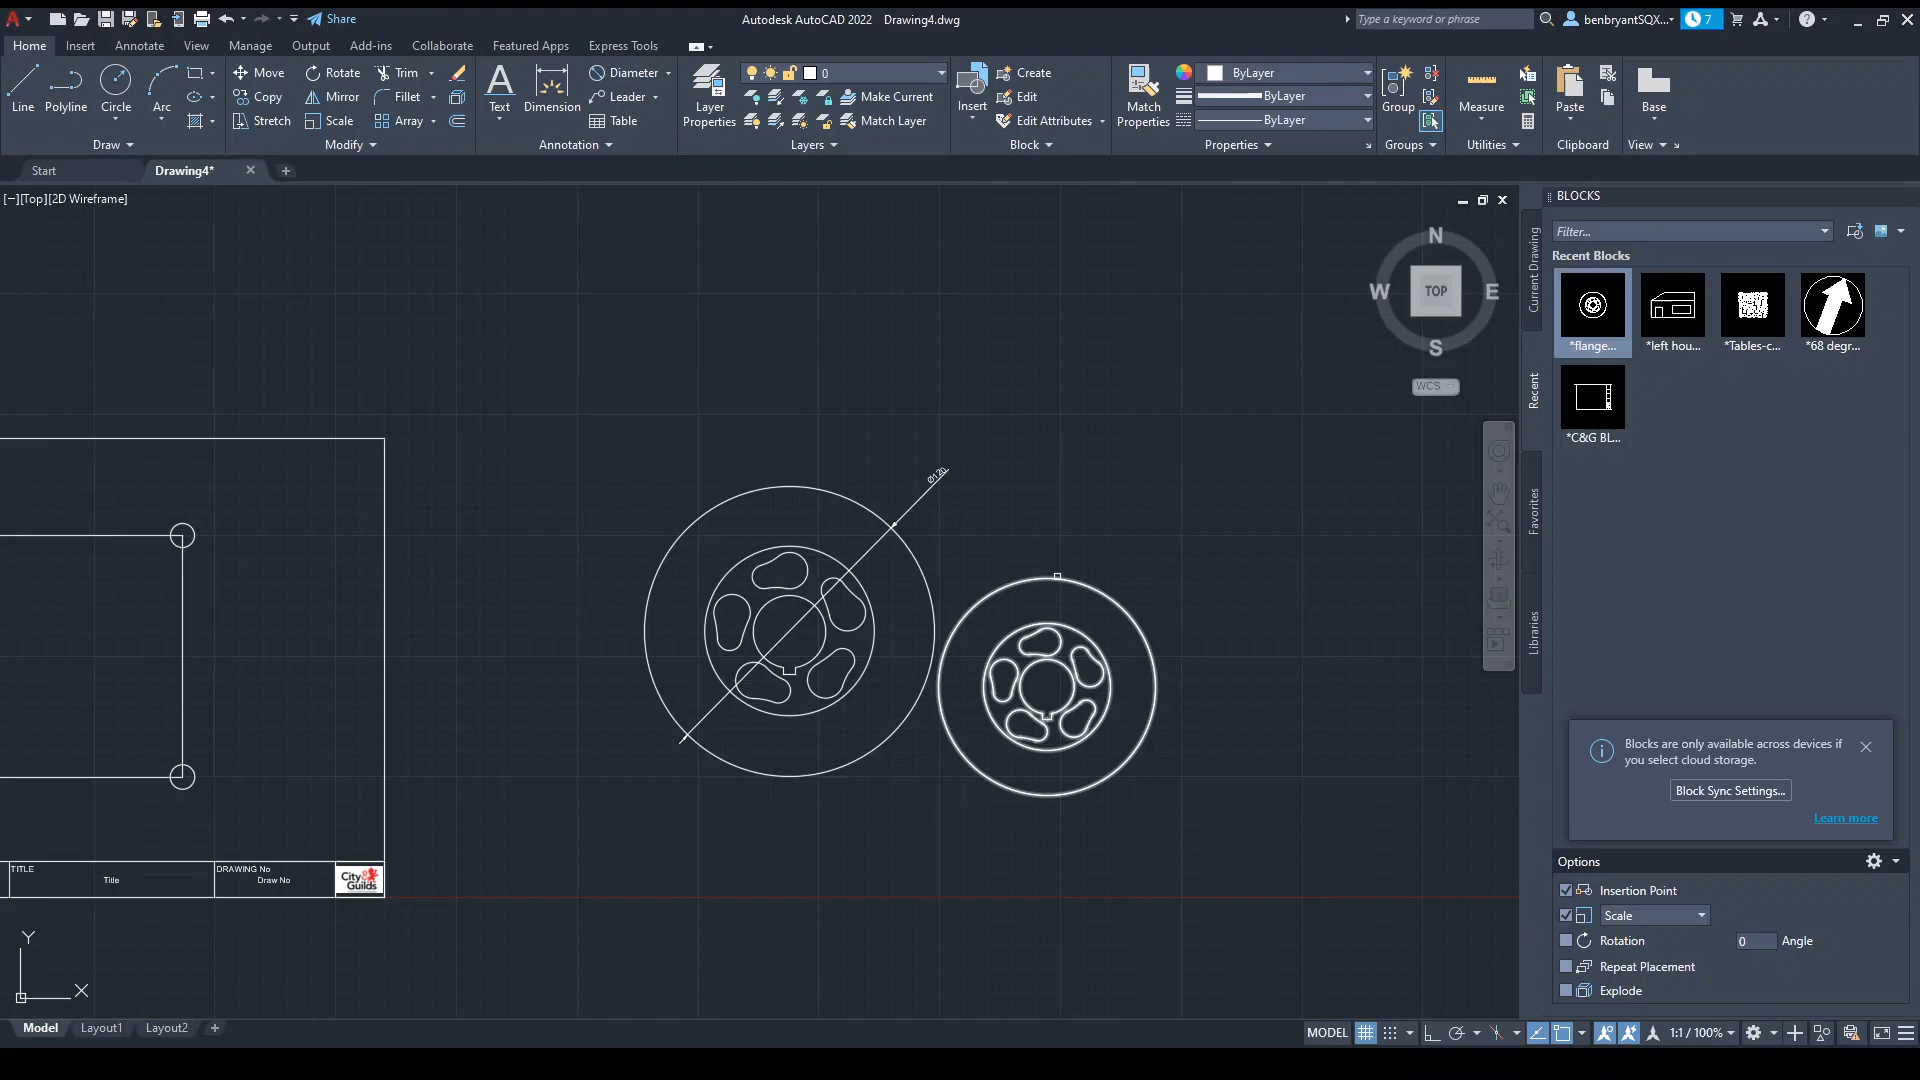 Share
Autodesk AutoCAD 2022 Drawing4.dwg
Type a keyword or phrase
benbryantSQX...
7
Home Insert Annotate View Manage Output Add-ins Collaborate Featured Apps Express Tools
Line Polyline Circle Arc
Draw
Move Rotate Trim
Copy Mirror Fillet
Stretch Scale Array
Modify
Text Dimension
Diameter
Leader
Table
Annotation
Layer Properties
0
Make Current
Match Layer
Layers
Insert
Create
Edit
Edit Attributes
Block
Match Properties
ByLayer
ByLayer
ByLayer
Properties
Group
Groups
Measure
Utilities
Paste
Clipboard
Base
View
Start
Drawing4*
[−][Top][2D Wireframe]
N
W TOP E
S
WCS
Ø120
TITLE
Title
DRAWING No
Draw No
City&
Guilds
Y
X
BLOCKS
Filter...
Recent Blocks
*flange... *left hou... *Tables-c... *68 degr...
*C&G BL...
Current Drawing
Recent
Favorites
Libraries
Blocks are only available across devices if
you select cloud storage.
Block Sync Settings...
Learn more
Options
Insertion Point
Scale
Rotation 0 Angle
Repeat Placement
Explode
Model Layout1 Layout2
MODEL
1:1 / 100%